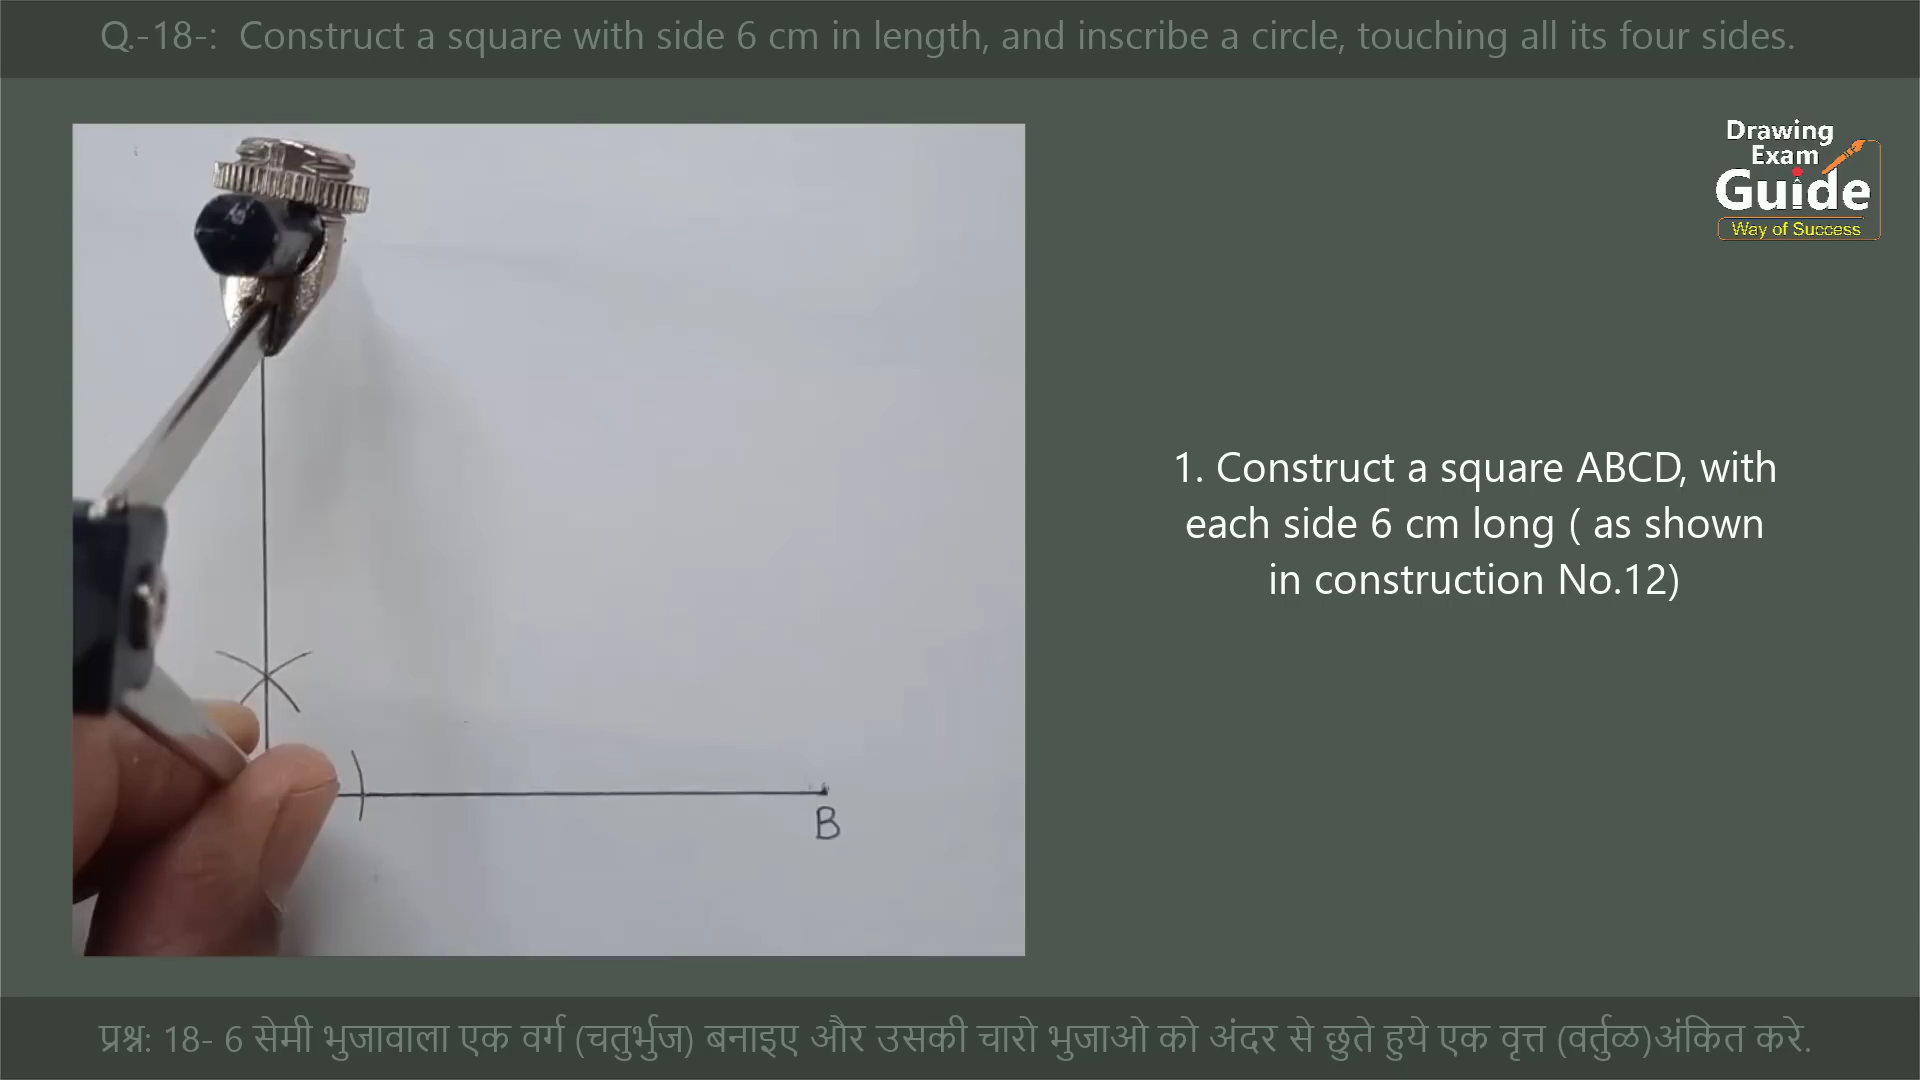 Q.-18-: Construct a square with side 6 cm in length, and inscribe a circle, touching all its four sides.
Drawing
Exam
Guide
Way of Success
1. Construct a square ABCD, with
each side 6 cm long ( as shown
in construction No.12)
B
प्रश्न: 18- 6 सेमी भुजावाला एक वर्ग (चतुर्भुज) बनाइए और उसकी चारो भुजाओ को अंदर से छुते हुये एक वृत्त (वर्तुळ)अंकित करे.